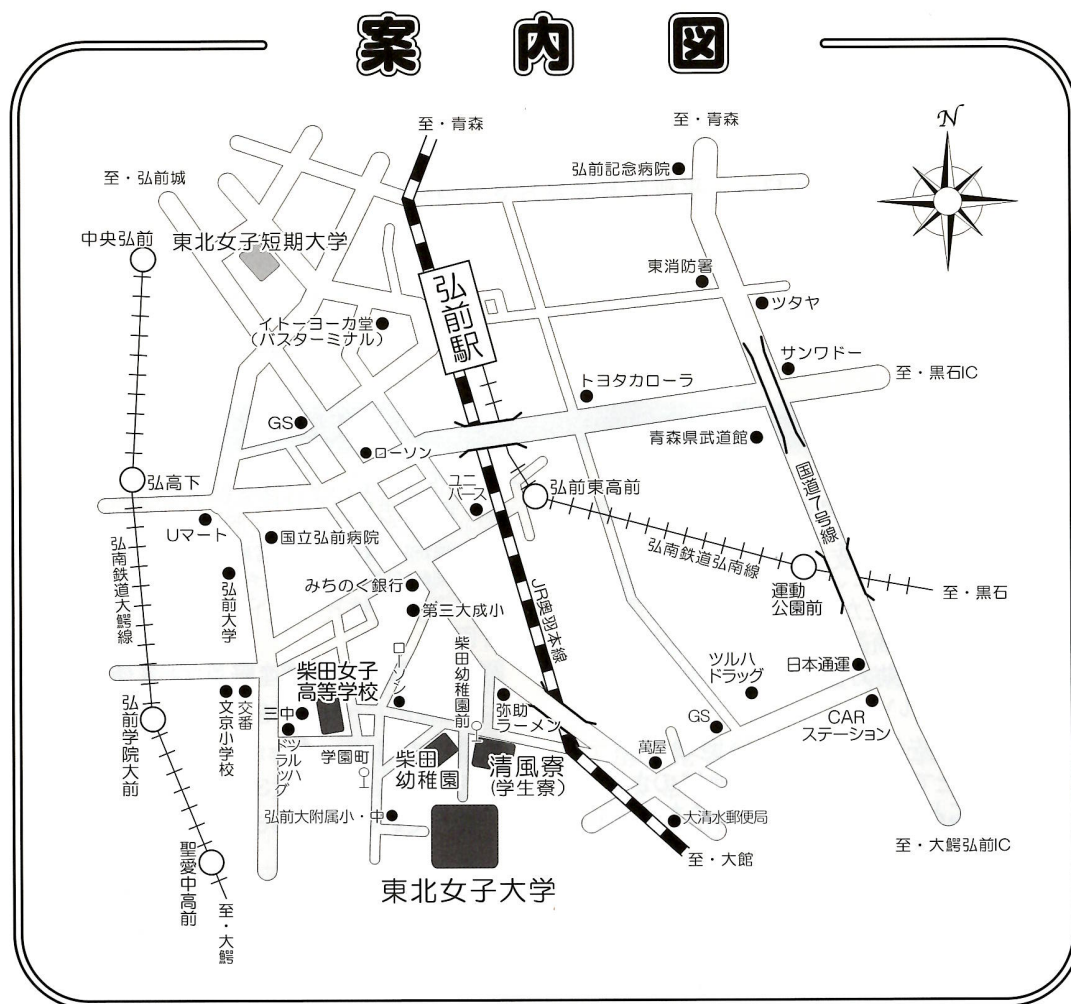 案内図
至・青森
至・青森
N
弘前記念病院
至・弘前城
中央弘前
東北女子短期大学
東消防署
ツタヤ
弘前駅
イトーヨーカ堂
(バスターミナル)
サンワドー
至・黒石IC
トヨタカローラ
GS
青森県武道館
ローソン
弘高下
ユニ
バース
弘前東高前
国道7号線
Uマート
国立弘前病院
弘南鉄道弘南線
弘南鉄道大鰐線
弘前大学
みちのく銀行
運動
公園前
至・黒石
JR奥羽本線
第三大成小
柴田幼稚園前
ローソン
柴田女子
高等学校
ツルハ
ドラッグ
日本通運
弘前学院大前
文京小学校
交番
三中
弥助
ラーメン
GS
CAR
ステーション
ツルハ
ドラッグ
学園町
柴田
幼稚園
清風寮
(学生寮)
萬屋
弘前大附属小・中
大清水郵便局
聖愛中高前
至・大館
至・大鰐弘前IC
東北女子大学
至・大鰐